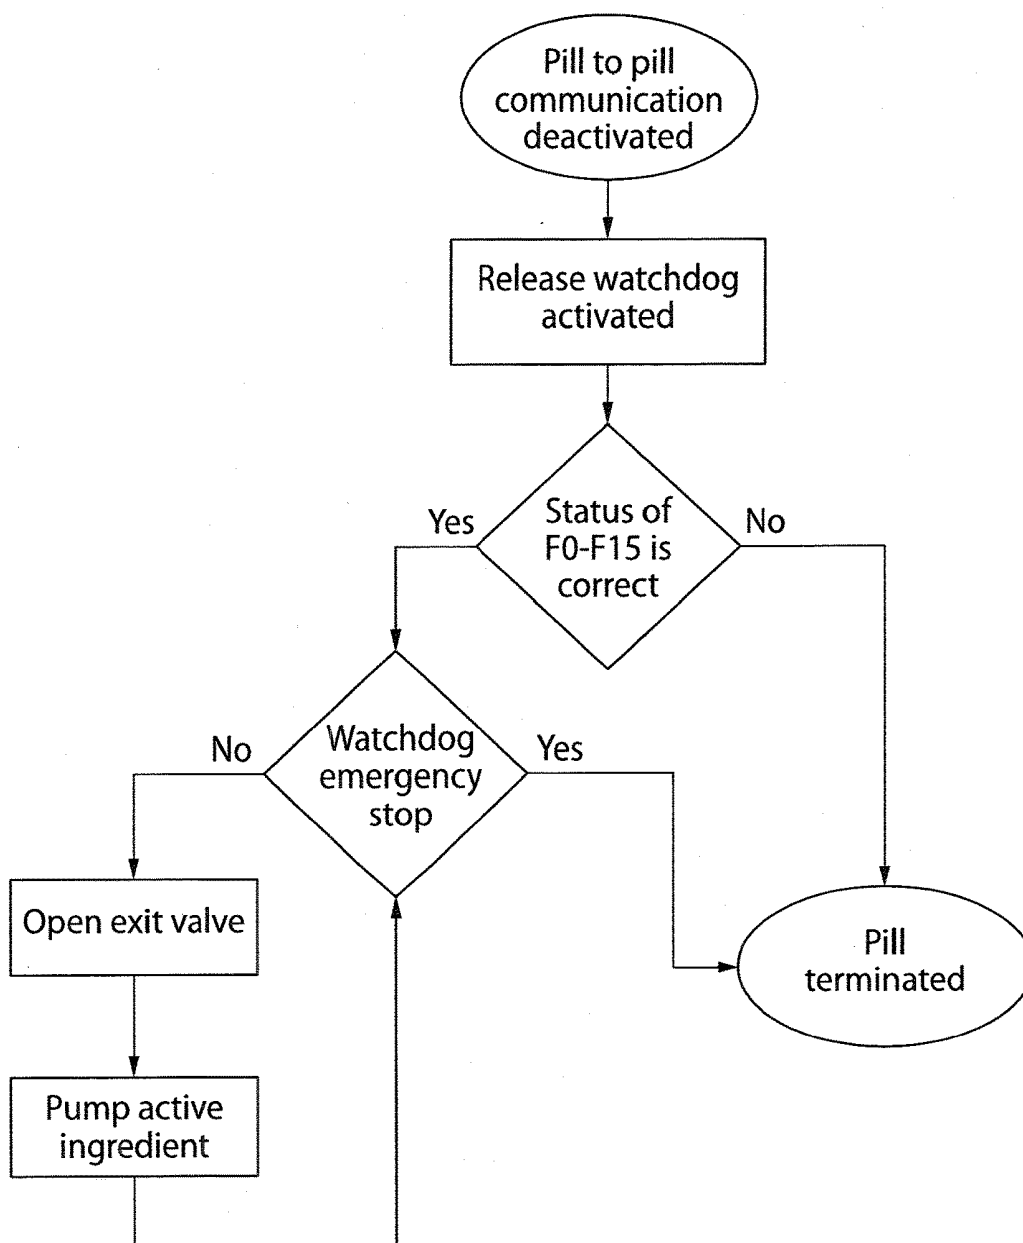 Pill to pill
communication
deactivated
Release watchdog
activated
Yes
Status of
F0-F15 is
correct
No
No
Watchdog
emergency
stop
Yes
Open exit valve
Pill
terminated
Pump active
ingredient